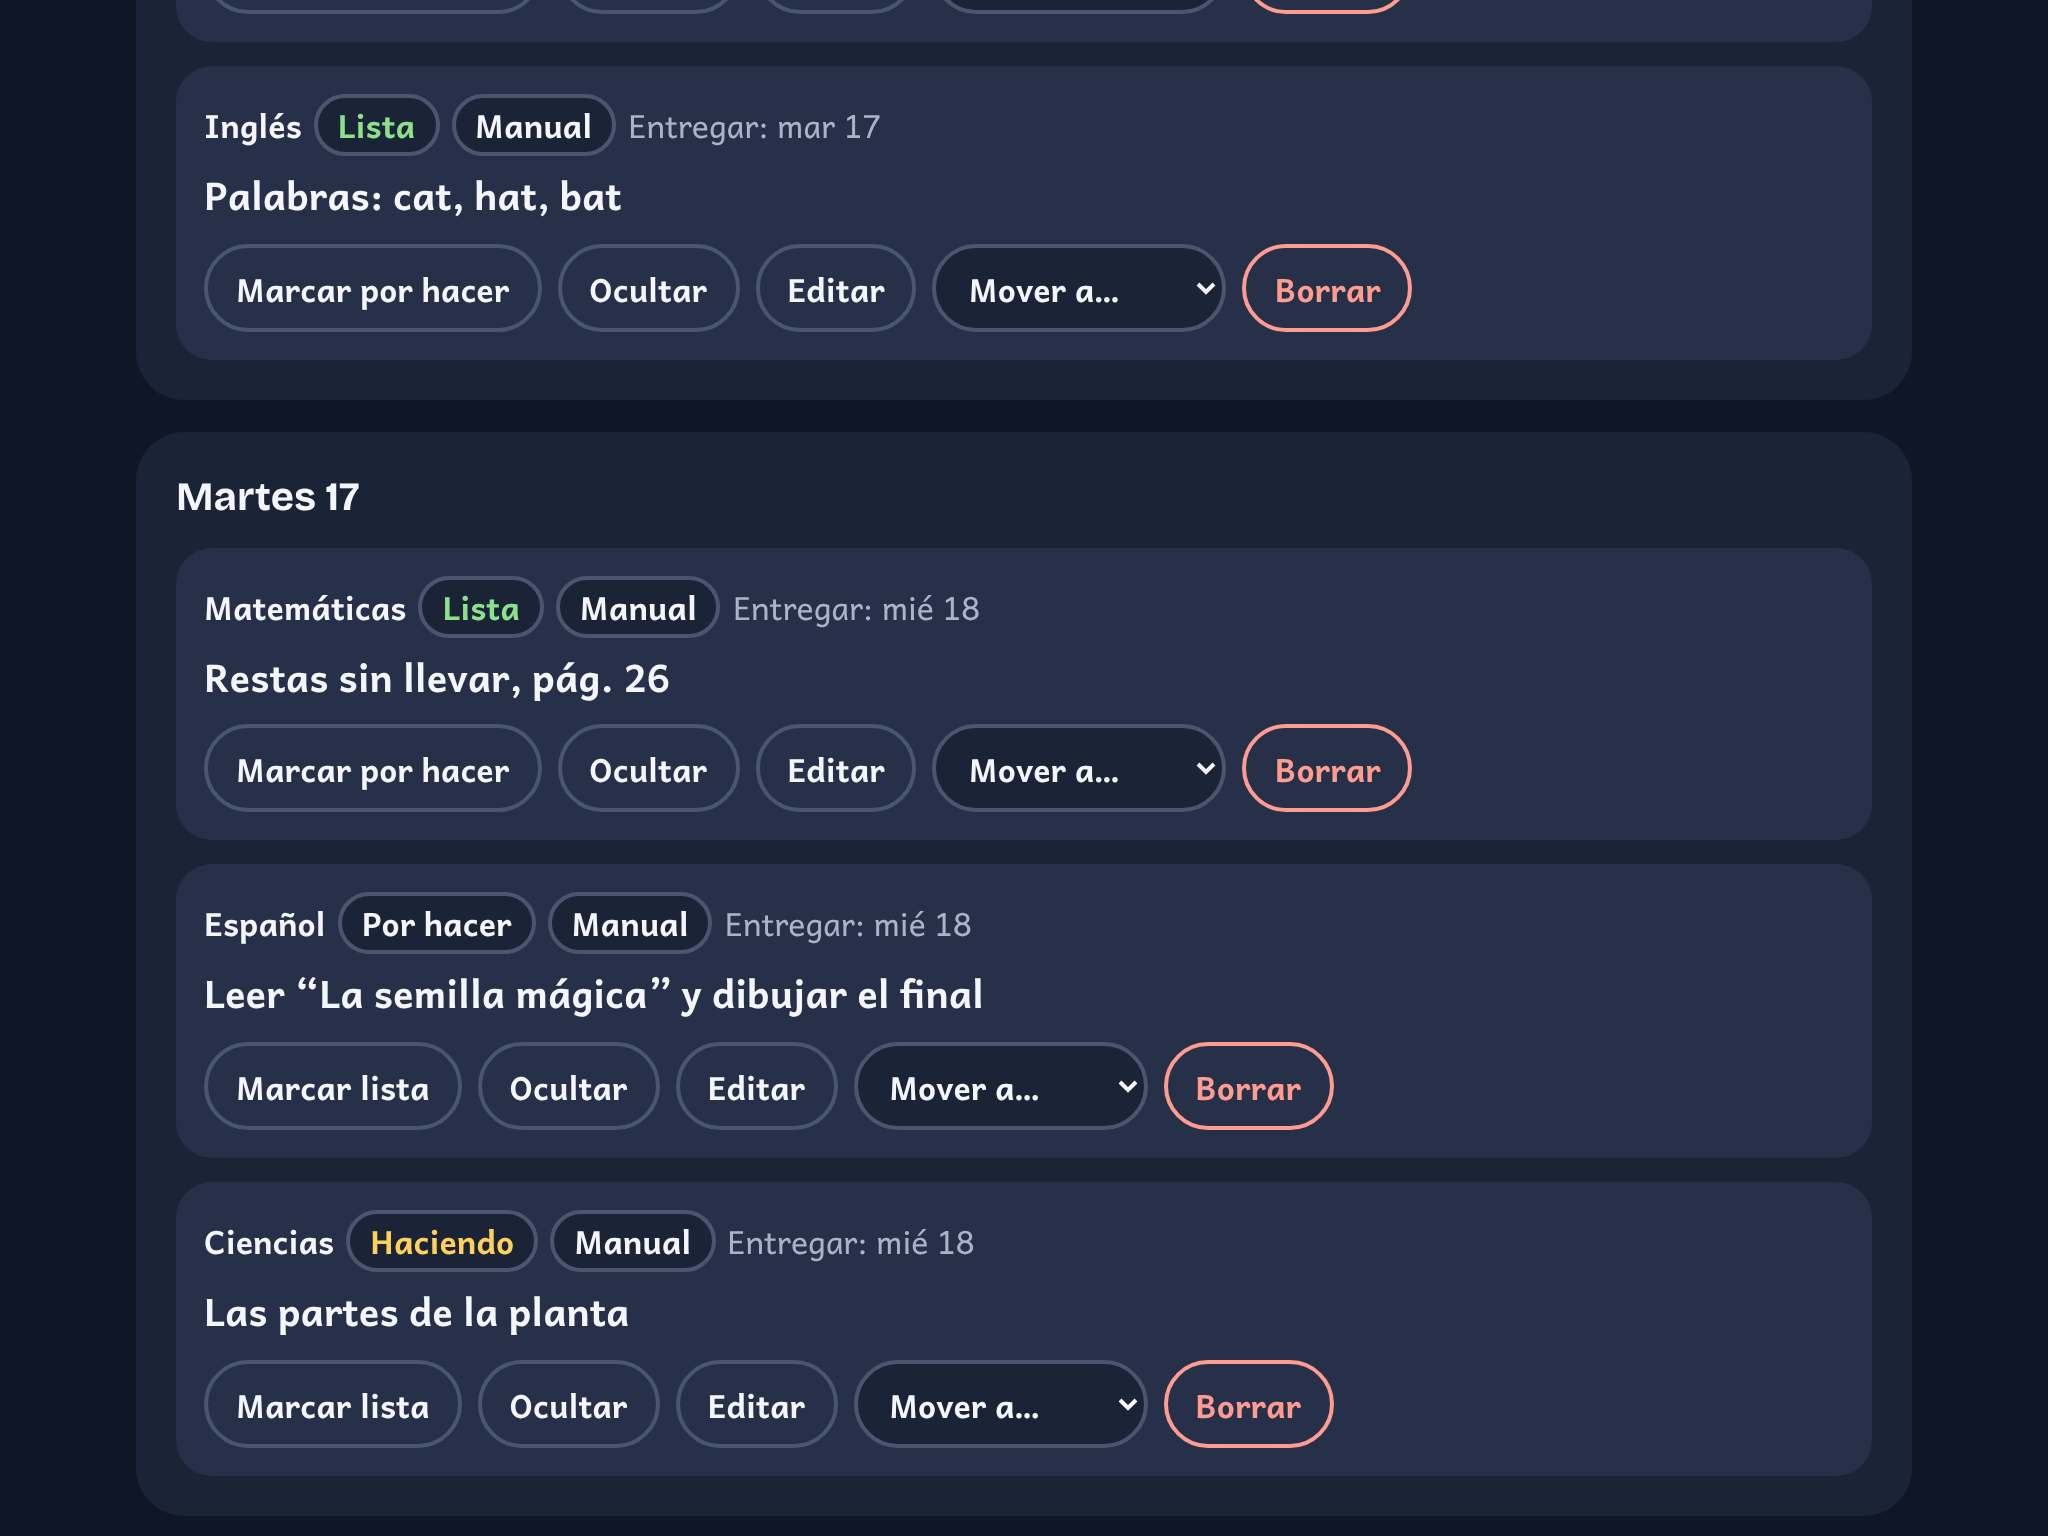 Inglés Lista Manual Entregar: mar 17
Palabras: cat, hat, bat
Marcar por hacer Ocultar Editar Mover a... Borrar
Martes 17
Matemáticas Lista Manual Entregar: mié 18
Restas sin llevar, pág. 26
Marcar por hacer Ocultar Editar Mover a... Borrar
Español Por hacer Manual Entregar: mié 18
Leer “La semilla mágica” y dibujar el final
Marcar lista Ocultar Editar Mover a... Borrar
Ciencias Haciendo Manual Entregar: mié 18
Las partes de la planta
Marcar lista Ocultar Editar Mover a... Borrar